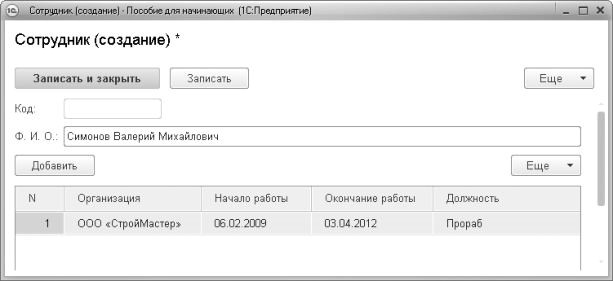 Сотрудник (создание) - Пособие для начинающих (1С:Предприятие)
Сотрудник (создание) *
Записать и закрыть Записать Еще
Код:
Ф. И. О.: Симонов Валерий Михайлович
Добавить Еще
N Организация Начало работы Окончание работы Должность
1 ООО «СтройМастер» 06.02.2009 03.04.2012 Прораб